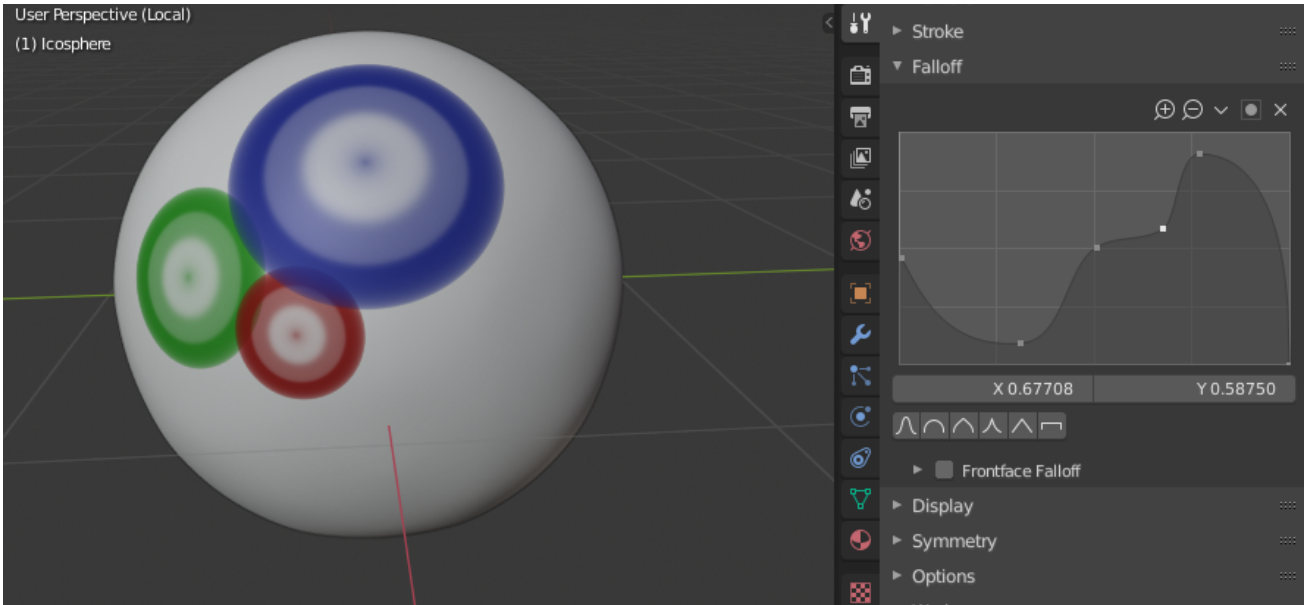 User Perspective (Local)
(1) Icosphere
Stroke
Falloff
X 0.67708 Y 0.58750
Frontface Falloff
Display
Symmetry
Options